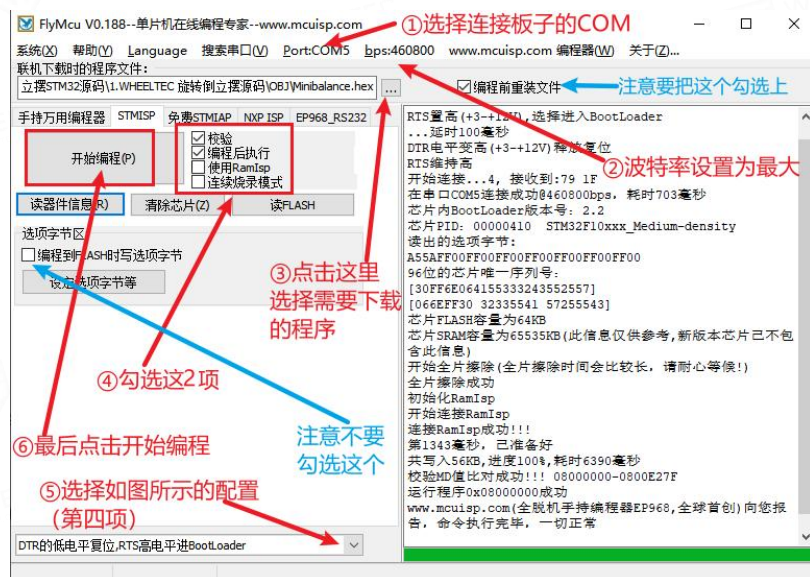 FlyMcu V0.188--单片机在线编程专家--www.mcuisp.com
①选择连接板子的COM
系统(X) 帮助(Y) Language 搜索串口(V) Port:COM5 bps:460800 www.mcuisp.com 编程器(W) 关于(Z)...
联机下载时的程序文件：
立摆STM32源码\1.WHEELTEC 旋转倒立摆源码\OBJ\Minibalance.hex ...
编程前重装文件
注意要把这个勾选上
手持万用编程器 STMISP 免费STMIAP NXP ISP EP968_RS232
开始编程(P)
校验
编程后执行
使用RamIsp
连续烧录模式
读器件信息(R) 清除芯片(Z) 读FLASH
选项字节区
编程到FLASH时写选项字节
设定选项字节等
②波特率设置为最大
③点击这里
选择需要下载
的程序
④勾选这2项
⑥最后点击开始编程
注意不要
勾选这个
⑤选择如图所示的配置
（第四项）
DTR的低电平复位,RTS高电平进BootLoader
RTS置高(+3-+12V),选择进入BootLoader
...延时100毫秒
DTR电平变高(+3-+12V)释放复位
RTS维持高
开始连接...4, 接收到:79 1F
在串口COM5连接成功@460800bps, 耗时703毫秒
芯片内BootLoader版本号: 2.2
芯片PID: 00000410 STM32F10xxx_Medium-density
读出的选项字节:
A55AFF00FF00FF00FF00FF00FF00FF00
96位的芯片唯一序列号:
[30FF6E064155333243552557]
[066EFF30 32335541 57255543]
芯片FLASH容量为64KB
芯片SRAM容量为65535KB(此信息仅供参考,新版本芯片已不包
含此信息)
开始全片擦除(全片擦除时间会比较长, 请耐心等候!)
全片擦除成功
初始化RamIsp
开始连接RamIsp
连接RamIsp成功!!!
第1343毫秒, 已准备好
共写入56KB,进度100%,耗时6390毫秒
校验MD值比对成功!!! 08000000-0800E27F
运行程序@0x08000000成功
www.mcuisp.com(全脱机手持编程器EP968,全球首创)向您报
告, 命令执行完毕, 一切正常